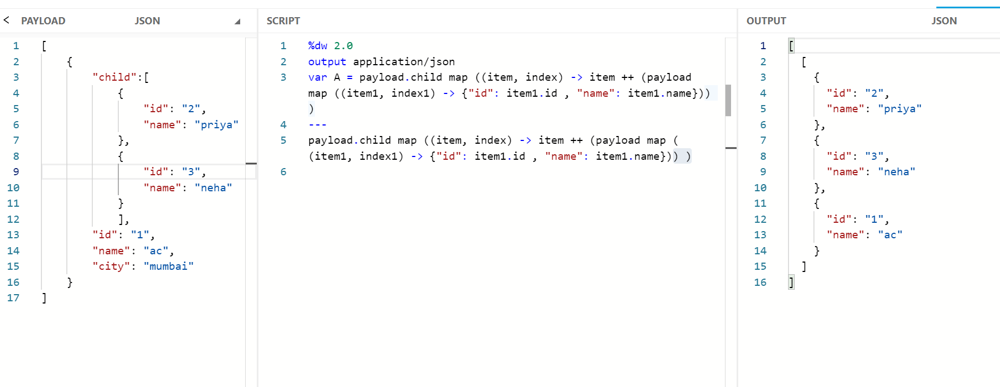 < PAYLOAD JSON
1 [
2 {
3 "child":[
4 {
5 "id": "2",
6 "name": "priya"
7 },
8 {
9 "id": "3",
10 "name": "neha"
11 }
12 ],
13 "id": "1",
14 "name": "ac",
15 "city": "mumbai"
16 }
17 ]
SCRIPT
1 %dw 2.0
2 output application/json
3 var A = payload.child map ((item, index) -> item ++ (payload
map ((item1, index1) -> {"id": item1.id , "name": item1.name}))
)
4 ---
5 payload.child map ((item, index) -> item ++ (payload map (
(item1, index1) -> {"id": item1.id , "name": item1.name})) )
6
OUTPUT JSON
1 [
2 [
3 {
4 "id": "2",
5 "name": "priya"
6 },
7 {
8 "id": "3",
9 "name": "neha"
10 },
11 {
12 "id": "1",
13 "name": "ac"
14 }
15 ]
16 ]